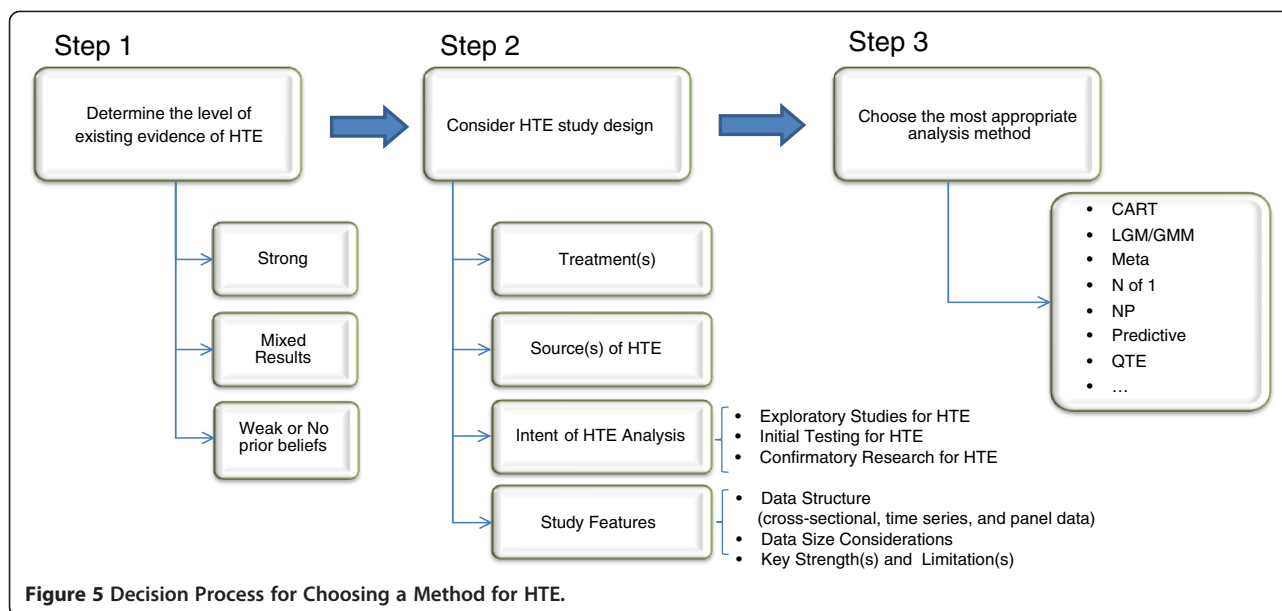 Step 1
Determine the level of
existing evidence of HTE
Strong
Mixed
Results
Weak or No
prior beliefs
Step 2
Consider HTE study design
Treatment(s)
Source(s) of HTE
Intent of HTE Analysis
• Exploratory Studies for HTE
• Initial Testing for HTE
• Confirmatory Research for HTE
Study Features
• Data Structure
(cross-sectional, time series, and panel data)
• Data Size Considerations
• Key Strength(s) and Limitation(s)
Step 3
Choose the most appropriate
analysis method
• CART
• LGM/GMM
• Meta
• N of 1
• NP
• Predictive
• QTE
• …
Figure 5 Decision Process for Choosing a Method for HTE.